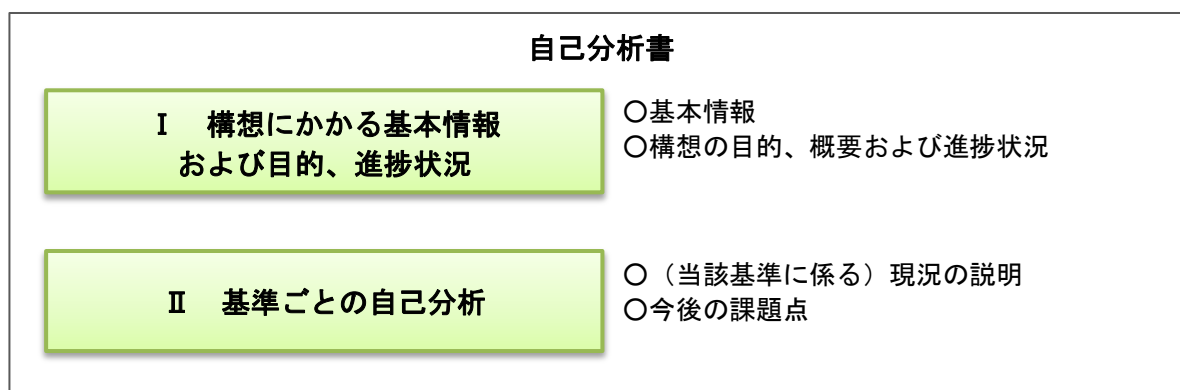 自己分析書
Ⅰ　構想にかかる基本情報
および目的、進捗状況
〇基本情報
〇構想の目的、概要および進捗状況
Ⅱ　基準ごとの自己分析
〇（当該基準に係る）現況の説明
〇今後の課題点